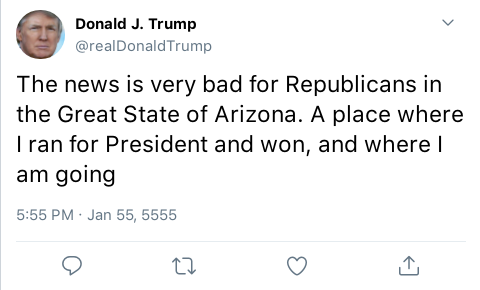 Donald J. Trump
@realDonaldTrump
The news is very bad for Republicans in
the Great State of Arizona. A place where
I ran for President and won, and where I
am going
5:55 PM · Jan 55, 5555